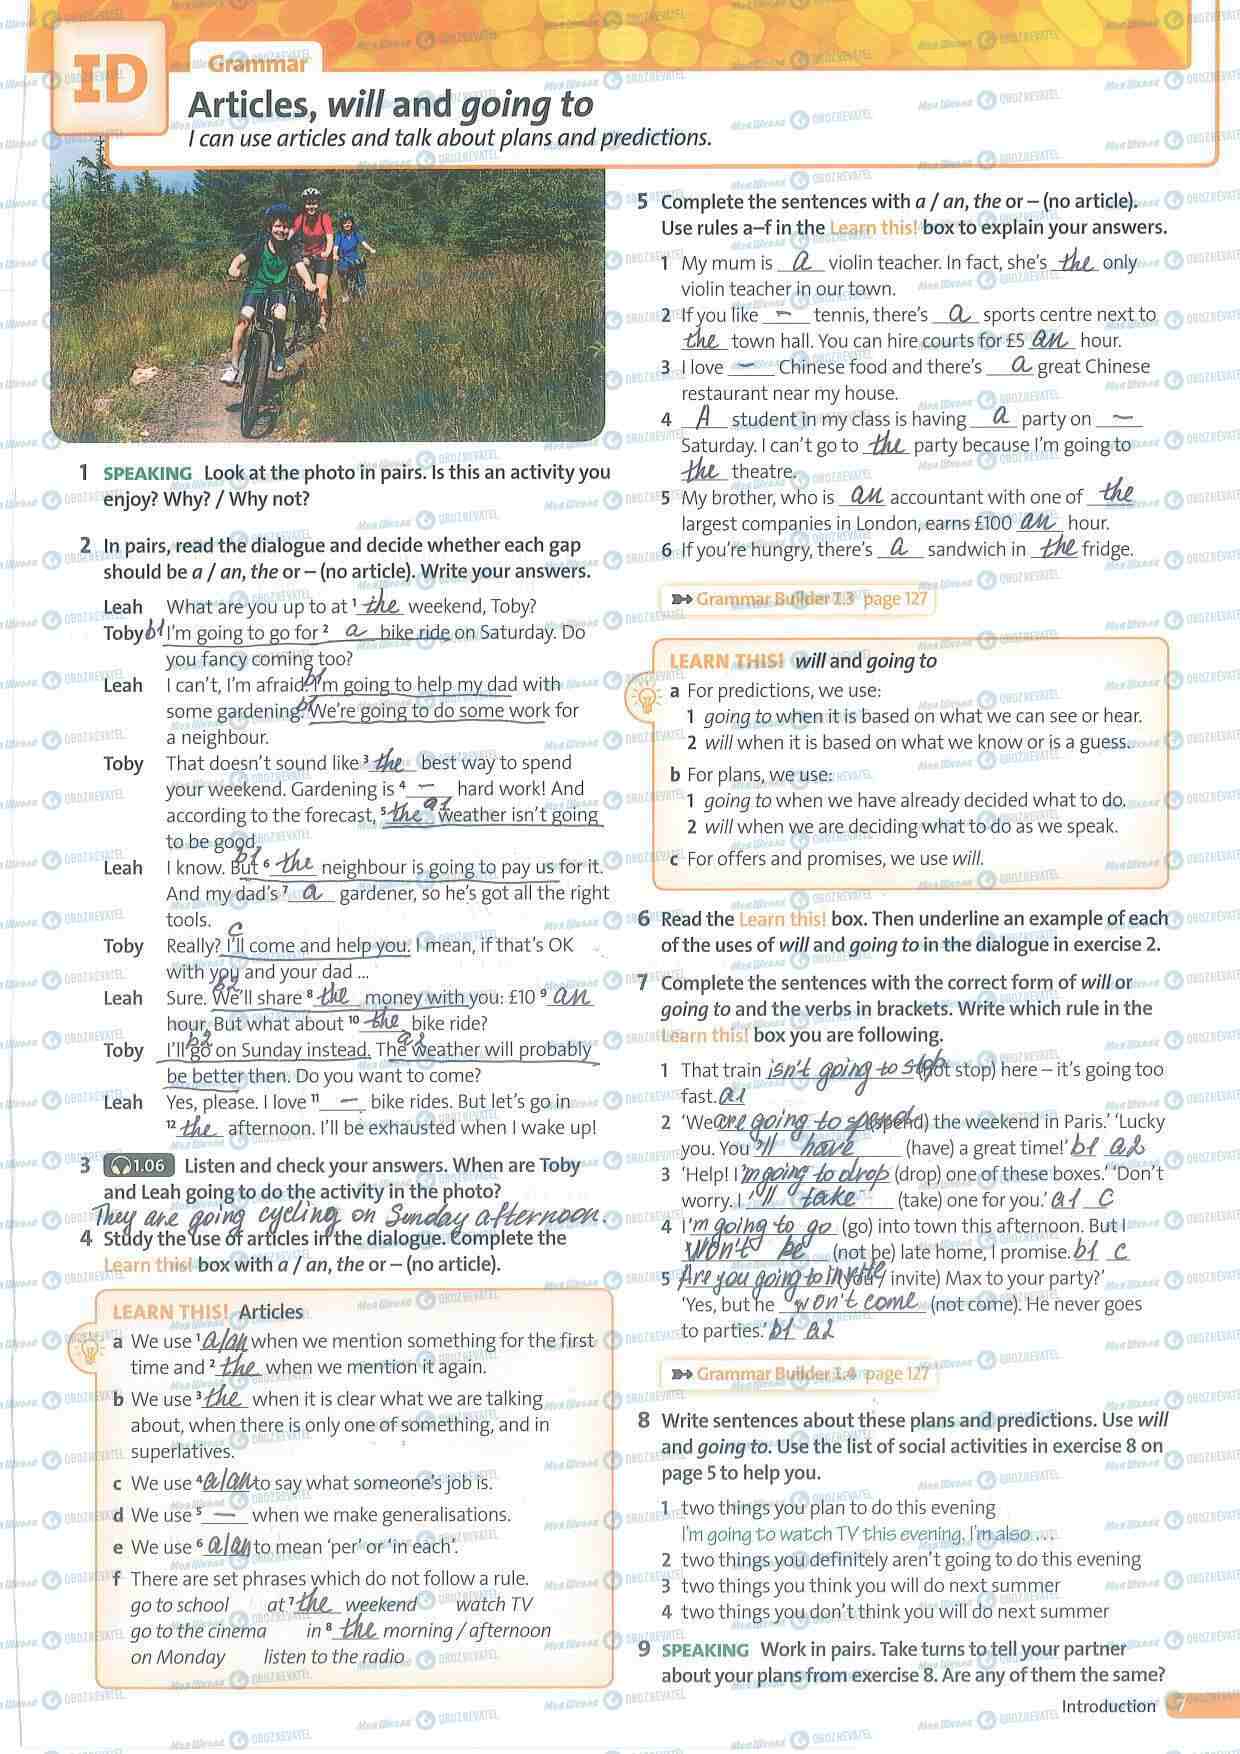 ID
Grammar
Articles, will and going to
I can use articles and talk about plans and predictions.
1 SPEAKING Look at the photo in pairs. Is this an activity you
enjoy? Why? / Why not?
2 In pairs, read the dialogue and decide whether each gap
should be a / an, the or – (no article). Write your answers.
Leah What are you up to at ¹ the weekend, Toby?
Toby b1 I'm going to go for ² a bike ride on Saturday. Do
you fancy coming too?
b1
Leah I can't, I'm afraid. I'm going to help my dad with
some gardening. b1 We're going to do some work for
a neighbour.
Toby That doesn't sound like ³ the best way to spend
your weekend. Gardening is ⁴ – hard work! And
a1
according to the forecast, ⁵ the weather isn't going
to be good.
b1
Leah I know. But ⁶ the neighbour is going to pay us for it.
And my dad's ⁷ a gardener, so he's got all the right
tools.
c
Toby Really? I'll come and help you. I mean, if that's OK
with you and your dad ...
b2
Leah Sure. We'll share ⁸ the money with you: £10 ⁹ an
hour. But what about ¹⁰ the bike ride?
b2 a2
Toby I'll go on Sunday instead. The weather will probably
be better then. Do you want to come?
Leah Yes, please. I love ¹¹ – bike rides. But let's go in
¹² the afternoon. I'll be exhausted when I wake up!
3 1.06 Listen and check your answers. When are Toby
and Leah going to do the activity in the photo?
They are going cycling on Sunday afternoon.
4 Study the use of articles in the dialogue. Complete the
Learn this! box with a / an, the or – (no article).
LEARN THIS! Articles
a We use ¹ a/an when we mention something for the first
time and ² the when we mention it again.
b We use ³ the when it is clear what we are talking
about, when there is only one of something, and in
superlatives.
c We use ⁴ a/an to say what someone's job is.
d We use ⁵ – when we make generalisations.
e We use ⁶ a/an to mean 'per' or 'in each'.
f There are set phrases which do not follow a rule.
go to school at ⁷ the weekend watch TV
go to the cinema in ⁸ the morning / afternoon
on Monday listen to the radio
5 Complete the sentences with a / an, the or – (no article).
Use rules a–f in the Learn this! box to explain your answers.
1 My mum is a violin teacher. In fact, she's the only
violin teacher in our town.
2 If you like – tennis, there's a sports centre next to
the town hall. You can hire courts for £5 an hour.
3 I love – Chinese food and there's a great Chinese
restaurant near my house.
4 A student in my class is having a party on –
Saturday. I can't go to the party because I'm going to
the theatre.
5 My brother, who is an accountant with one of the
largest companies in London, earns £100 an hour.
6 If you're hungry, there's a sandwich in the fridge.
Grammar Builder 1.3 page 127
LEARN THIS! will and going to
a For predictions, we use:
1 going to when it is based on what we can see or hear.
2 will when it is based on what we know or is a guess.
b For plans, we use:
1 going to when we have already decided what to do.
2 will when we are deciding what to do as we speak.
c For offers and promises, we use will.
6 Read the Learn this! box. Then underline an example of each
of the uses of will and going to in the dialogue in exercise 2.
7 Complete the sentences with the correct form of will or
going to and the verbs in brackets. Write which rule in the
Learn this! box you are following.
1 That train isn't going to stop (not stop) here – it's going too
fast. a1
2 'We are going to spend (spend) the weekend in Paris.' 'Lucky
you. You 'll have (have) a great time!' b1 a2
3 'Help! I 'm going to drop (drop) one of these boxes.' 'Don't
worry. I 'll take (take) one for you.' a1 c
4 I 'm going to go (go) into town this afternoon. But I
won't be (not be) late home, I promise. b1 c
5 Are you going to invite (you / invite) Max to your party?'
'Yes, but he won't come (not come). He never goes
to parties.' b1 a2
Grammar Builder 1.4 page 127
8 Write sentences about these plans and predictions. Use will
and going to. Use the list of social activities in exercise 8 on
page 5 to help you.
1 two things you plan to do this evening
I'm going to watch TV this evening. I'm also ...
2 two things you definitely aren't going to do this evening
3 two things you think you will do next summer
4 two things you don't think you will do next summer
9 SPEAKING Work in pairs. Take turns to tell your partner
about your plans from exercise 8. Are any of them the same?
Introduction 7